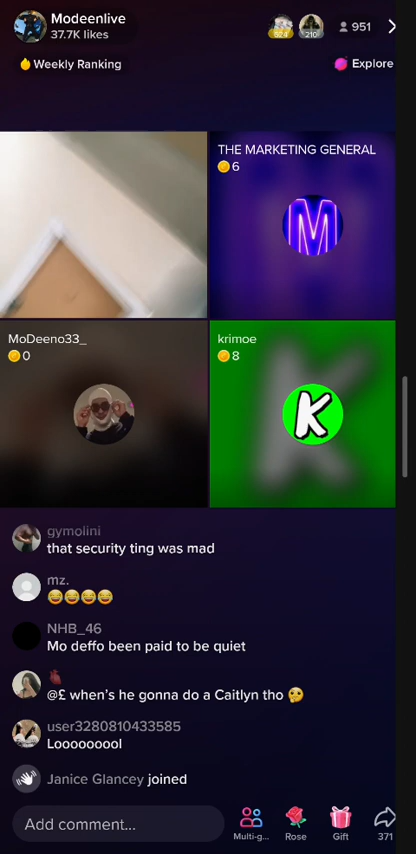 Modeenlive
37.7K likes
824
210
951
Weekly Ranking
Explore
THE MARKETING GENERAL
6
M
MoDeeno33_
0
krimoe
8
K
gymolini
that security ting was mad
mz.
😂😂😂😂
NHB_46
Mo deffo been paid to be quiet
🫀
@£ when's he gonna do a Caitlyn tho 🤔
user3280810433585
Looooooool
👋
Janice Glancey joined
Add comment...
Multi-g...
Rose
Gift
371